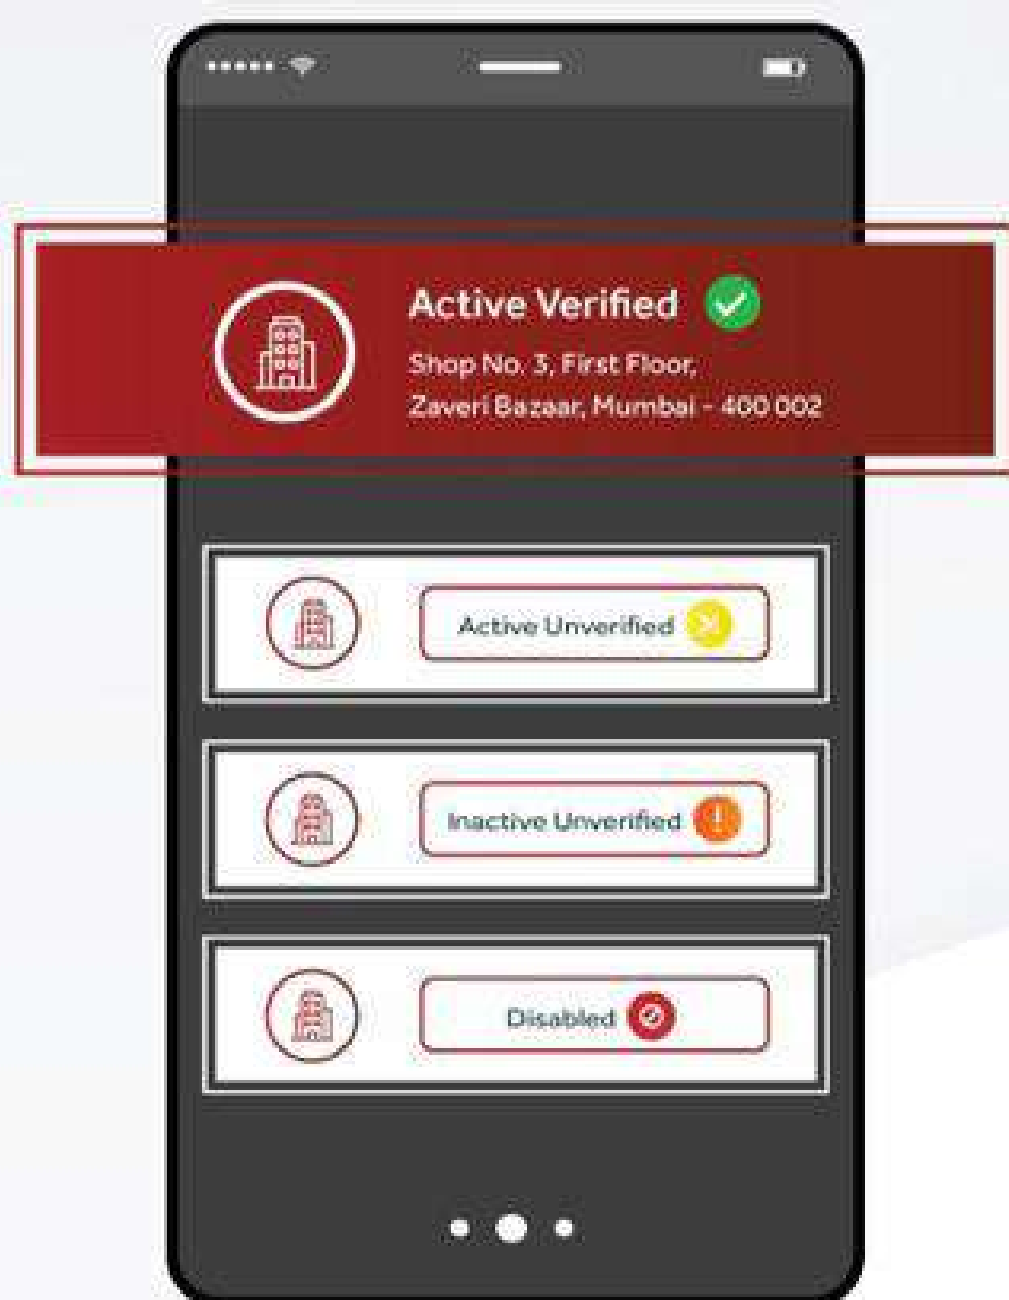 Active Verified
Shop No. 3, First Floor,
Zaveri Bazaar, Mumbai - 400 002
Active Unverified
Inactive Unverified
Disabled